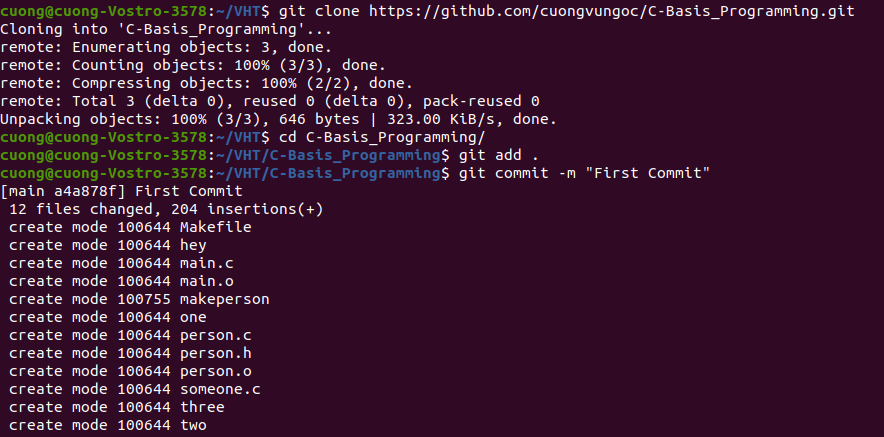 cuong@cuong-Vostro-3578:~/VHT$ git clone https://github.com/cuongvungoc/C-Basis_Programming.git
Cloning into 'C-Basis_Programming'...
remote: Enumerating objects: 3, done.
remote: Counting objects: 100% (3/3), done.
remote: Compressing objects: 100% (2/2), done.
remote: Total 3 (delta 0), reused 0 (delta 0), pack-reused 0
Unpacking objects: 100% (3/3), 646 bytes | 323.00 KiB/s, done.
cuong@cuong-Vostro-3578:~/VHT$ cd C-Basis_Programming/
cuong@cuong-Vostro-3578:~/VHT/C-Basis_Programming$ git add .
cuong@cuong-Vostro-3578:~/VHT/C-Basis_Programming$ git commit -m "First Commit"
[main a4a878f] First Commit
 12 files changed, 204 insertions(+)
 create mode 100644 Makefile
 create mode 100644 hey
 create mode 100644 main.c
 create mode 100644 main.o
 create mode 100755 makeperson
 create mode 100644 one
 create mode 100644 person.c
 create mode 100644 person.h
 create mode 100644 person.o
 create mode 100644 someone.c
 create mode 100644 three
 create mode 100644 two